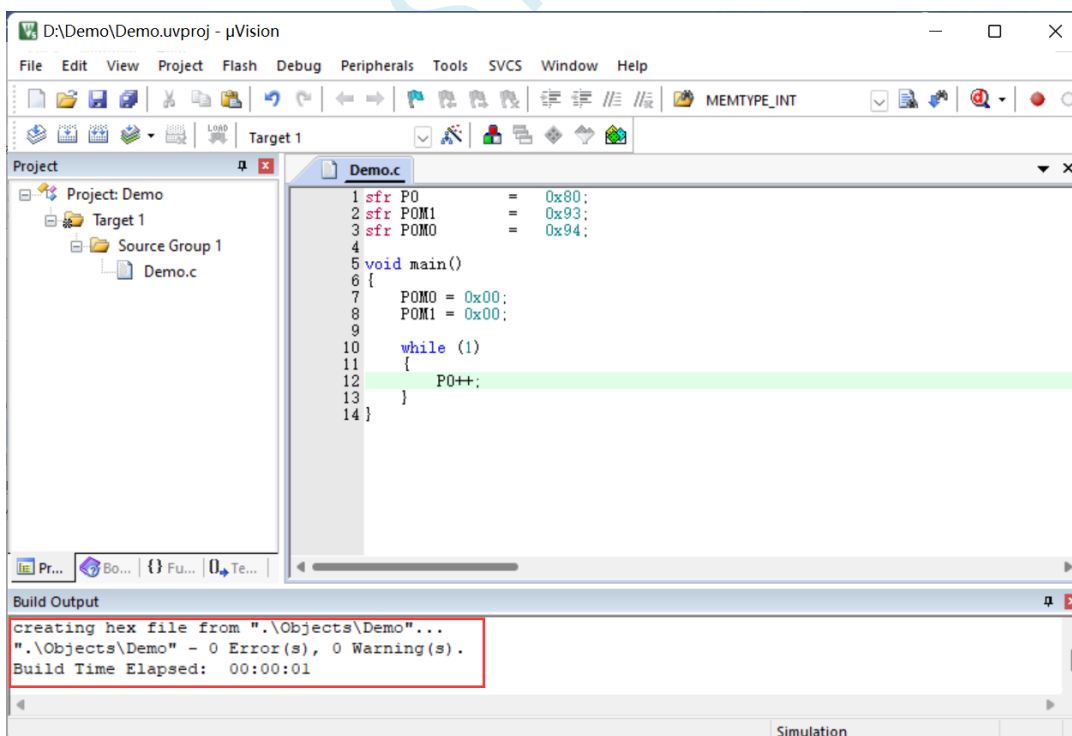 D:\Demo\Demo.uvproj - µVision
File Edit View Project Flash Debug Peripherals Tools SVCS Window Help
MEMTYPE_INT
LOAD Target 1
Project
Demo.c
Project: Demo
Target 1
Source Group 1
Demo.c
1 sfr P0 = 0x80;
2 sfr P0M1 = 0x93;
3 sfr P0M0 = 0x94;
4
5 void main()
6 {
7 P0M0 = 0x00;
8 P0M1 = 0x00;
9
10 while (1)
11 {
12 P0++;
13 }
14 }
Pr... Bo... {} Fu... 0 Te...
Build Output
creating hex file from ".\Objects\Demo"...
".\Objects\Demo" - 0 Error(s), 0 Warning(s).
Build Time Elapsed: 00:00:01
Simulation